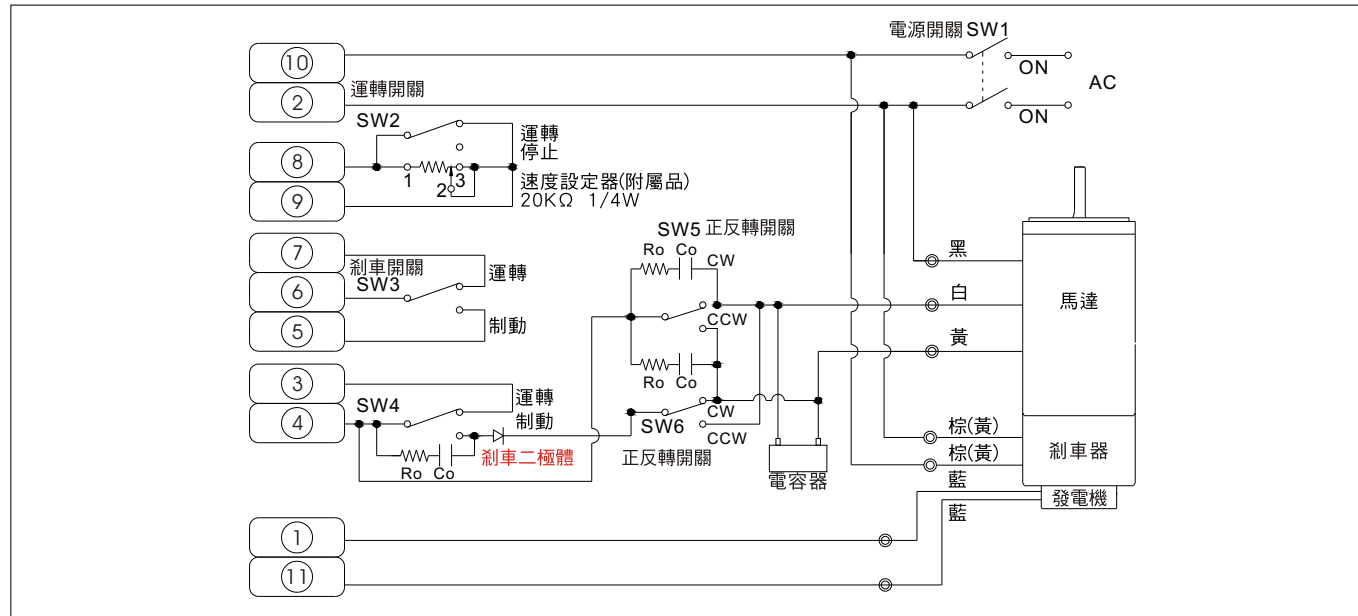 電源開關 SW1
⑩
ON
AC
運轉開關
②
ON
SW2
運轉
停止
⑧
1
3
2
速度設定器(附屬品)
20KΩ 1/4W
⑨
SW5 正反轉開關
Ro Co CW
⑦
剎車開關
運轉
黑
⑥
SW3
白
馬達
CCW
⑤
制動
黃
Ro Co
③
運轉
SW4
制動
CW
④
SW6
CCW
棕(黃)
剎車器
Ro Co
剎車二極體
正反轉開關
棕(黃)
電容器
藍
發電機
藍
①
⑪